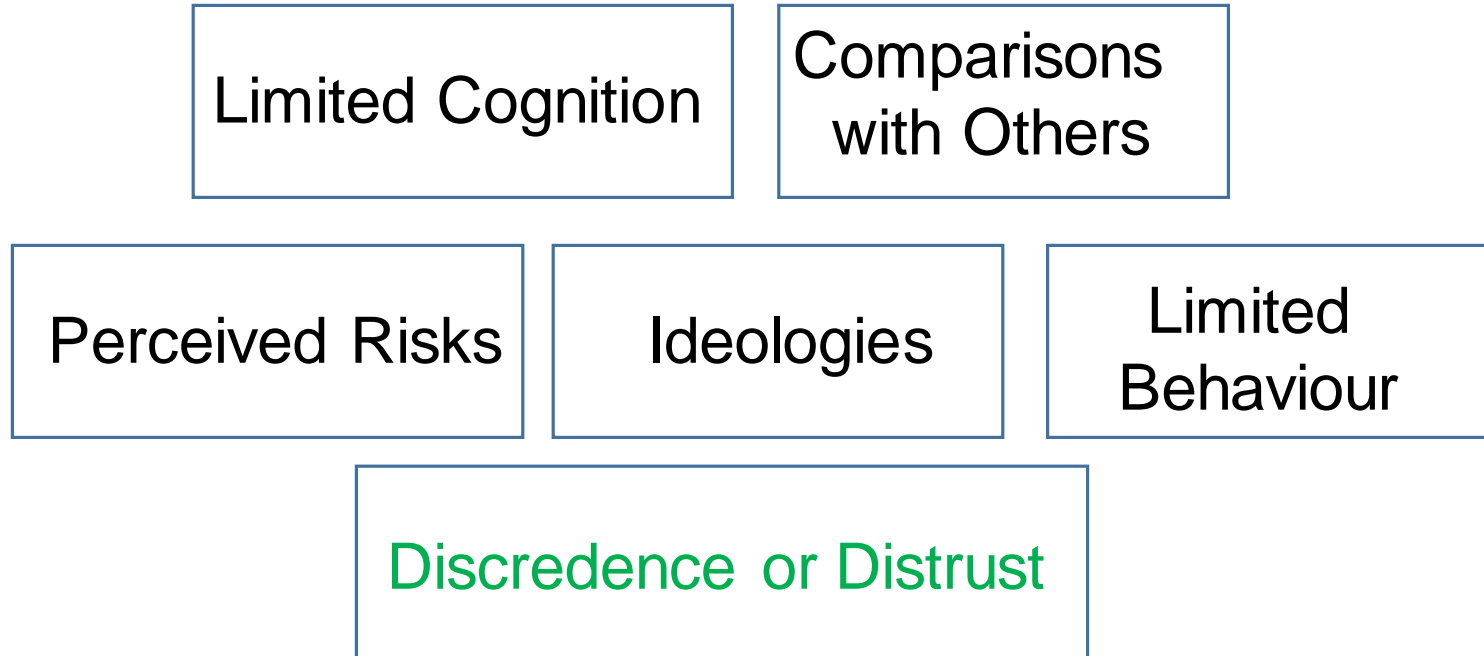 Limited Cognition
Comparisons
with Others
Perceived Risks
Ideologies
Limited
Behaviour
Discredence or Distrust